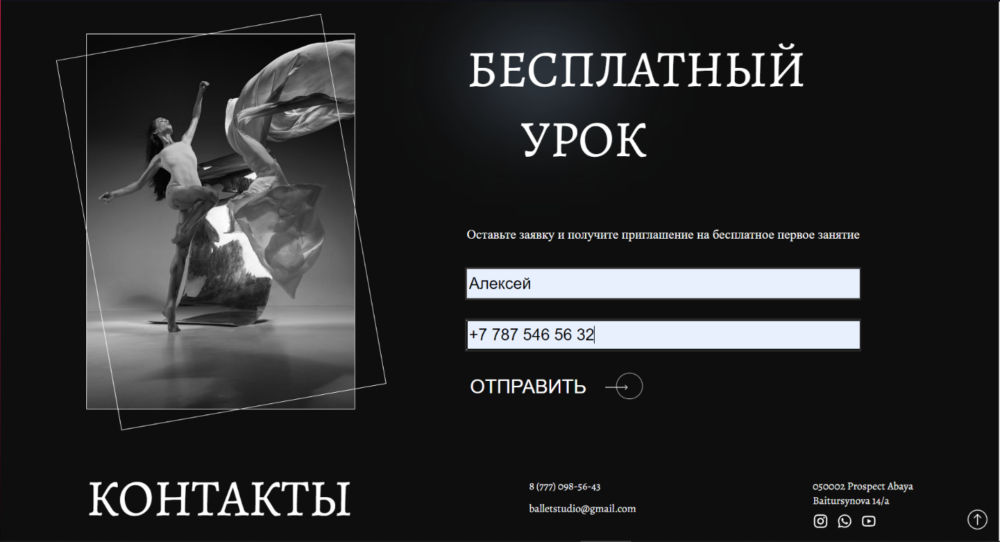 БЕСПЛАТНЫЙ
УРОК
Оставьте заявку и получите приглашение на бесплатное первое занятие
Алексей
+7 787 546 56 32
ОТПРАВИТЬ
КОНТАКТЫ
8 (777) 098-56-43
balletstudio@gmail.com
050002 Prospect Abaya
Baitursynova 14/a